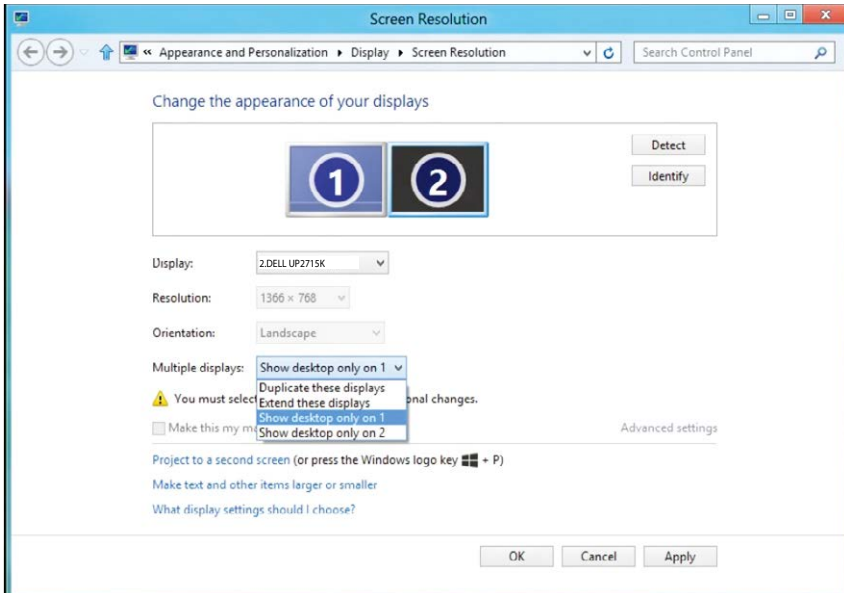 Screen Resolution
« Appearance and Personalization ▸ Display ▸ Screen Resolution
Search Control Panel
Change the appearance of your displays
1
2
Detect
Identify
Display:
2.DELL UP2715K
Resolution:
1366 × 768
Orientation:
Landscape
Multiple displays:
Show desktop only on 1
Duplicate these displays
Extend these displays
Show desktop only on 1
Show desktop only on 2
You must select
onal changes.
Make this my m
Advanced settings
Project to a second screen (or press the Windows logo key + P)
Make text and other items larger or smaller
What display settings should I choose?
OK
Cancel
Apply